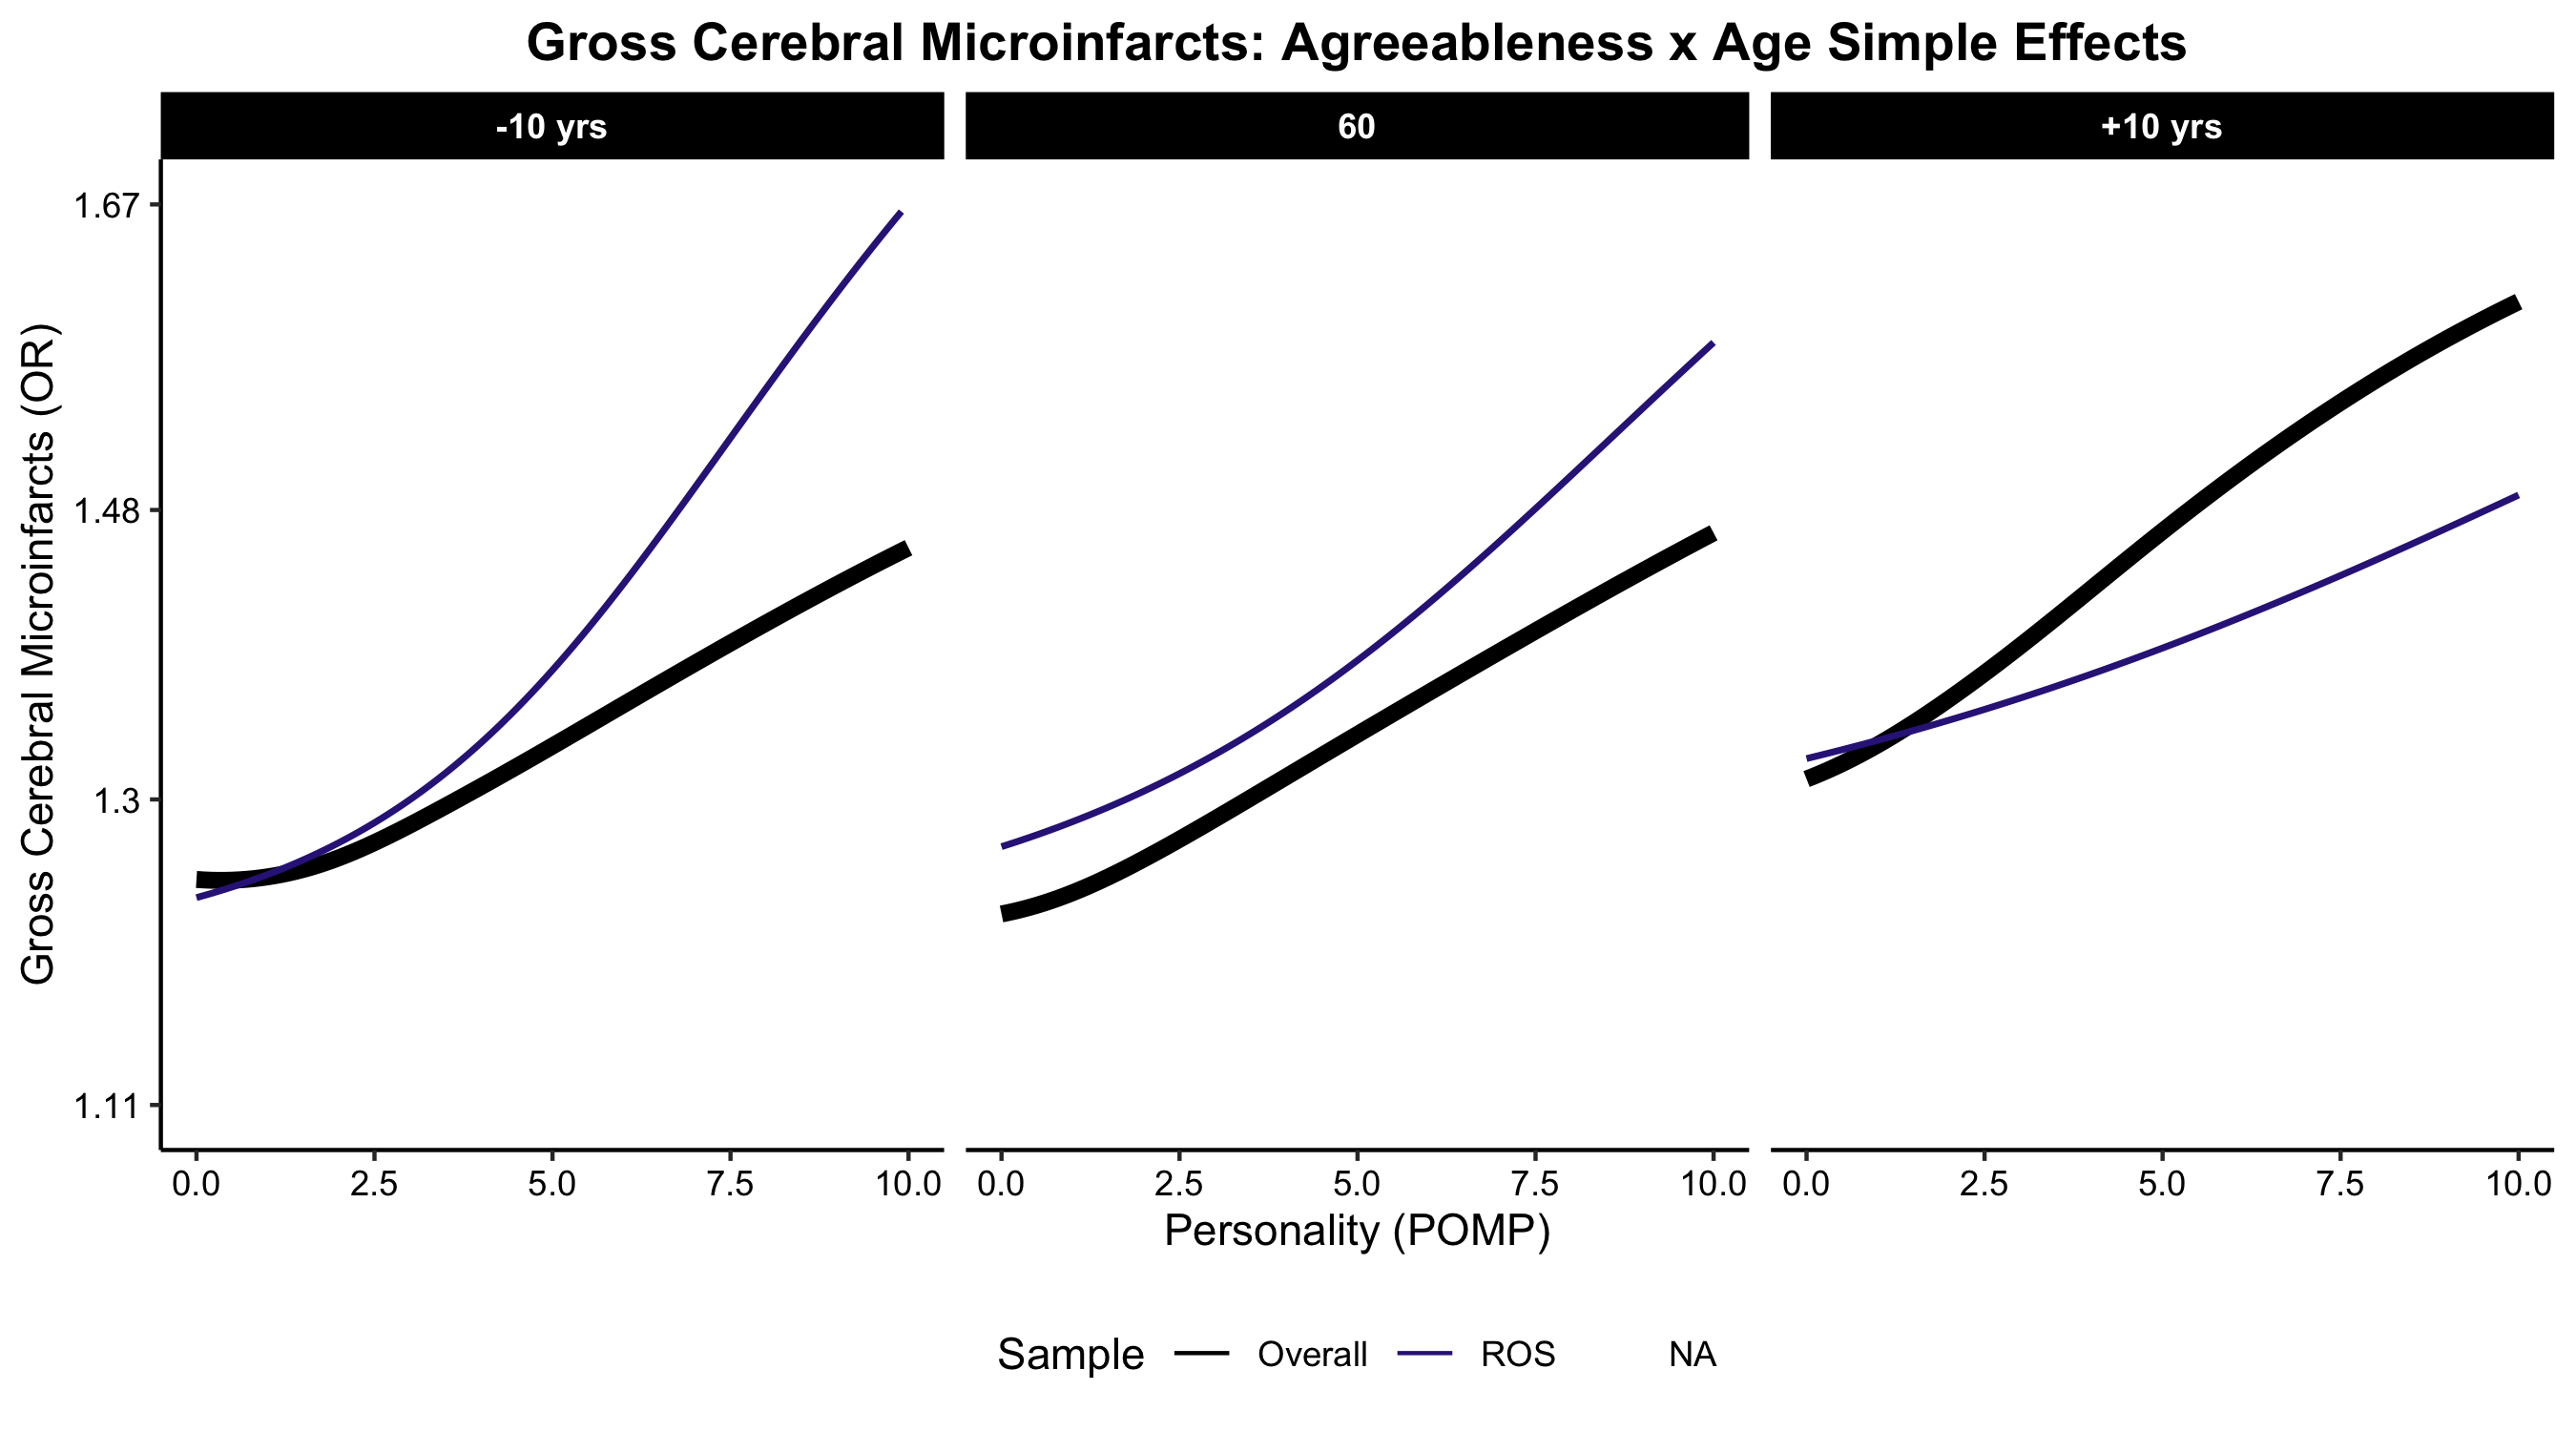 Gross Cerebral Microinfarcts: Agreeableness x Age Simple Effects
-10 yrs 60 +10 yrs
Gross Cerebral Microinfarcts (OR)
1.67
1.48
1.3
1.11
0.0 2.5 5.0 7.5 10.0 0.0 2.5 5.0 7.5 10.0 0.0 2.5 5.0 7.5 10.0
Personality (POMP)
Sample Overall ROS NA